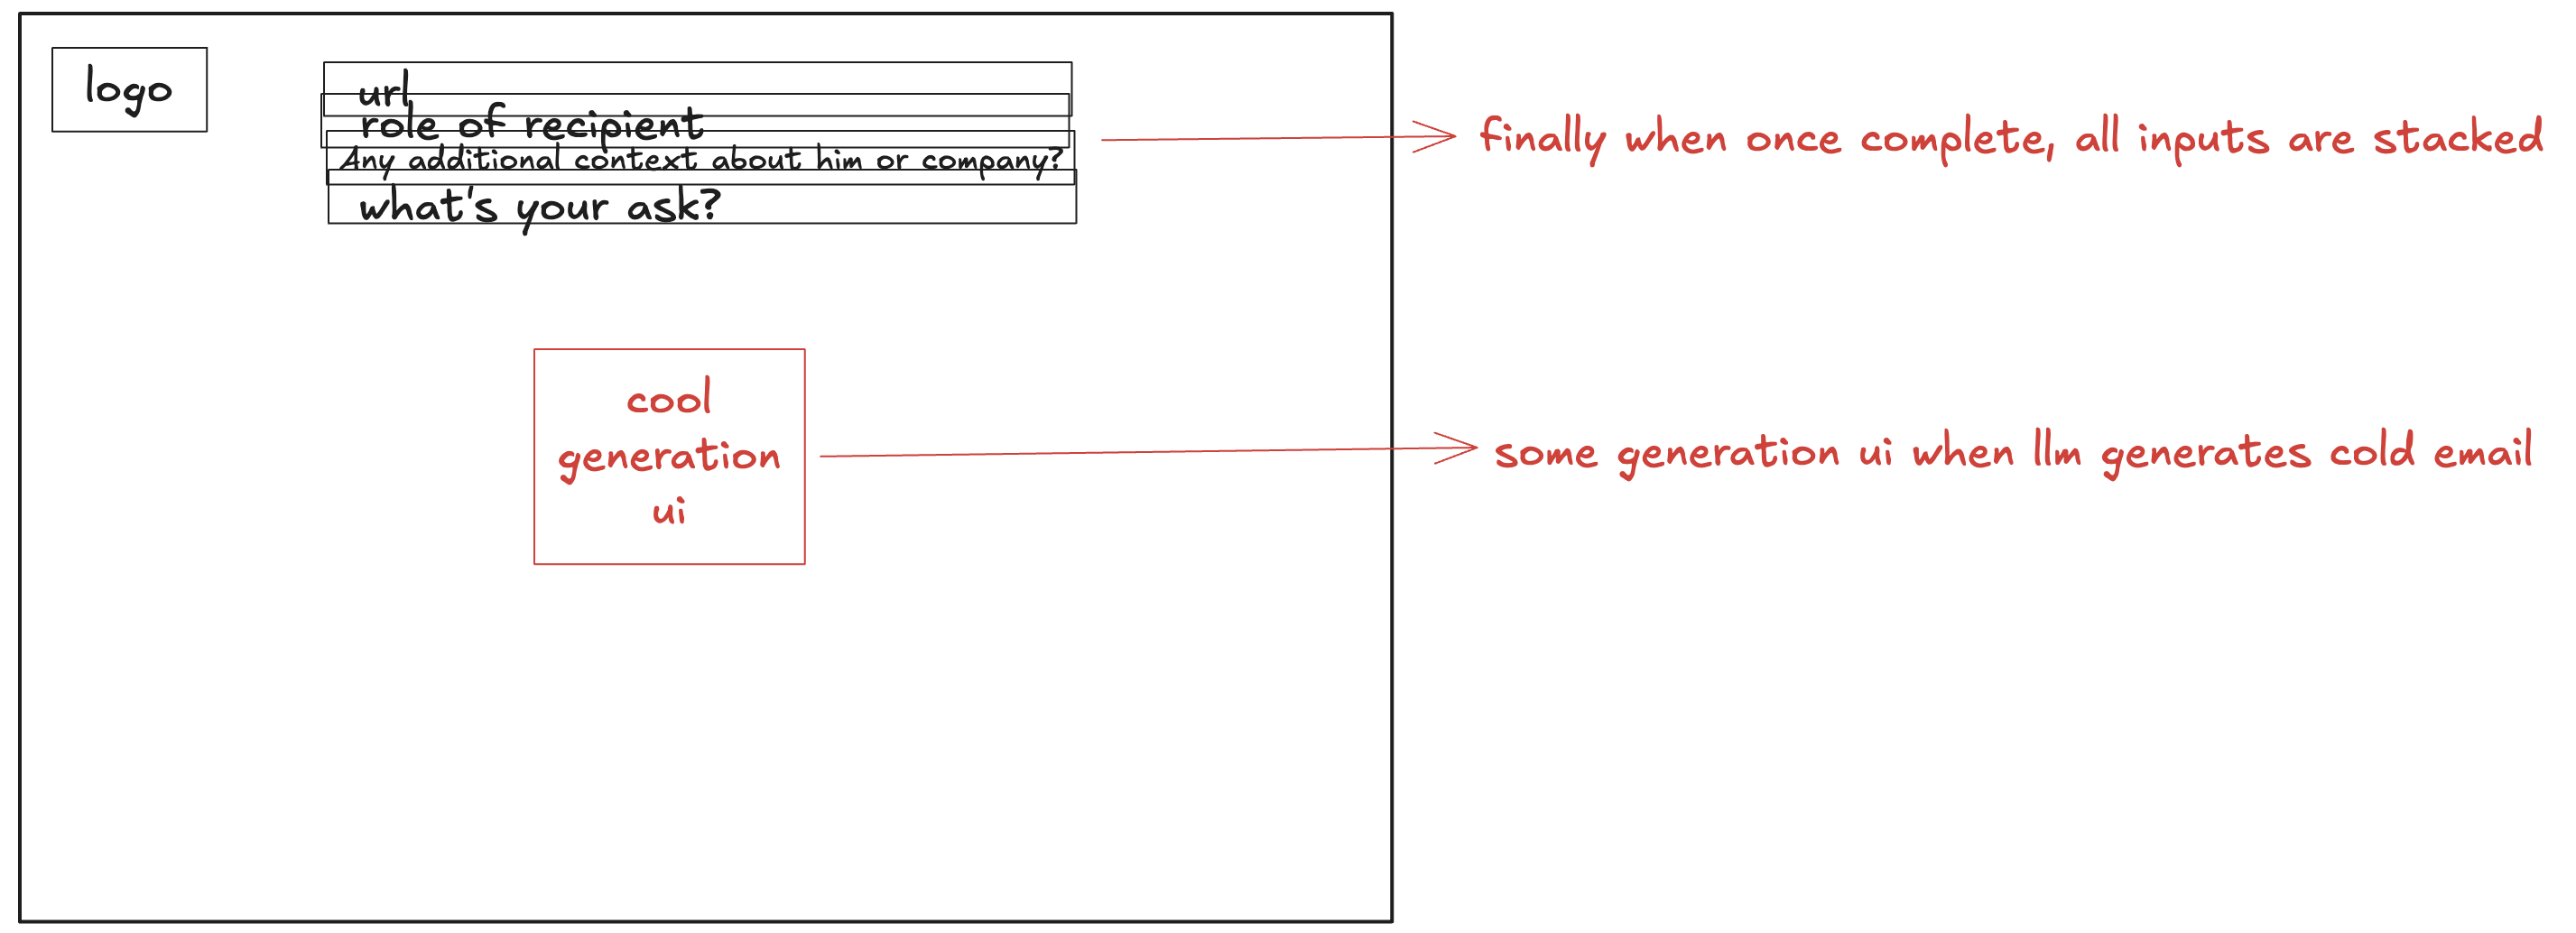 logo
url
role of recipient
Any additional context about him or company?
what's your ask?
finally when once complete, all inputs are stacked
cool
generation
ui
some generation ui when llm generates cold email